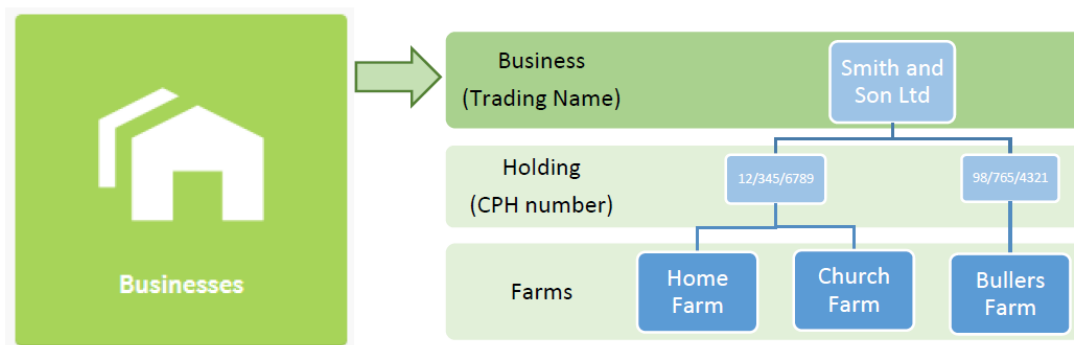 Businesses
Business
(Trading Name)
Smith and
Son Ltd
Holding
(CPH number)
12/345/6789
98/765/4321
Farms
Home
Farm
Church
Farm
Bullers
Farm